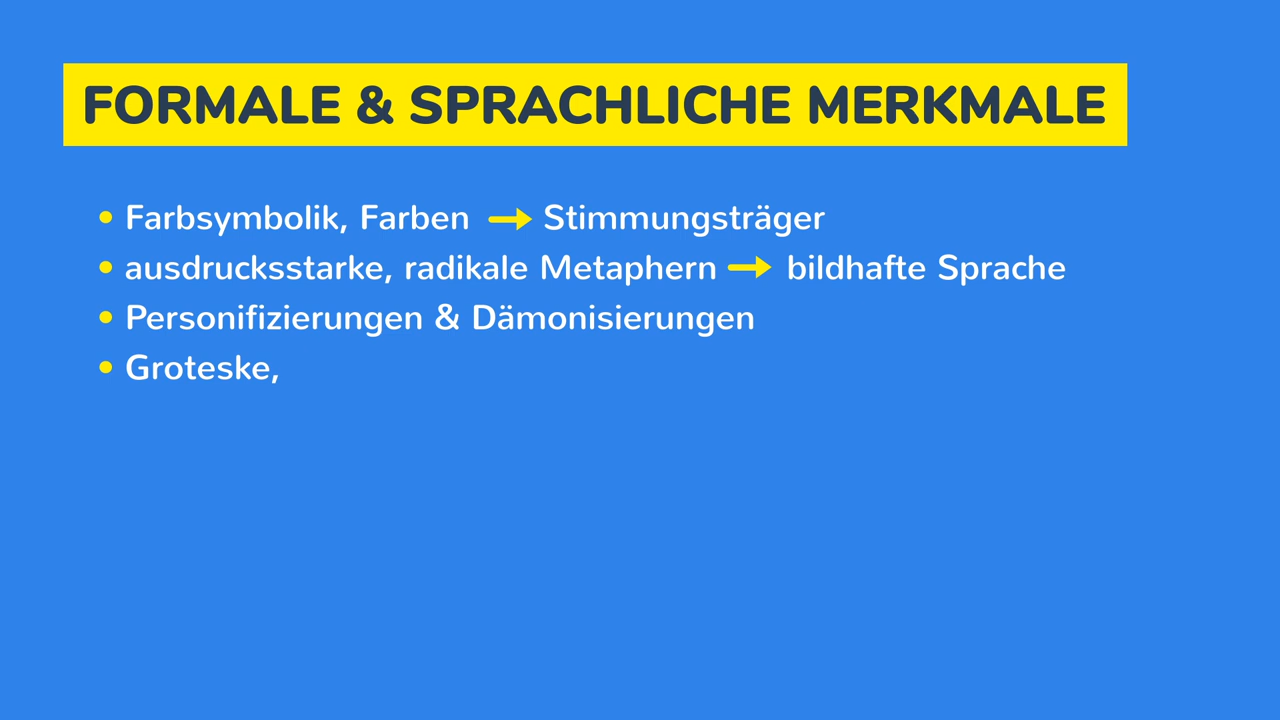 FORMALE & SPRACHLICHE MERKMALE
• Farbsymbolik, Farben → Stimmungsträger
• ausdrucksstarke, radikale Metaphern → bildhafte Sprache
• Personifizierungen & Dämonisierungen
• Groteske,